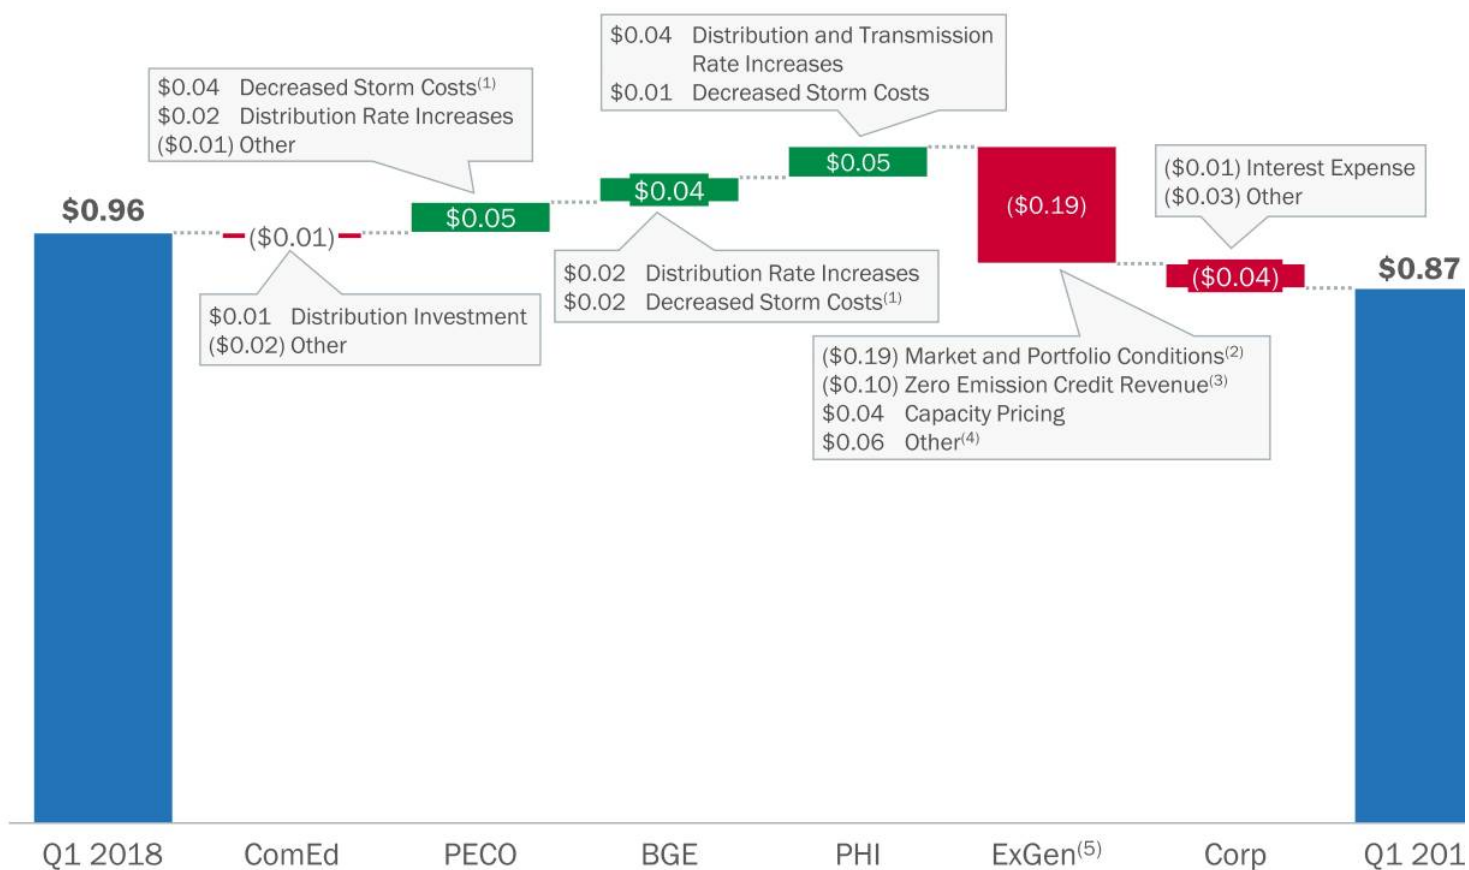 $0.04 Distribution and Transmission
Rate Increases
$0.01 Decreased Storm Costs
$0.04 Decreased Storm Costs(1)
$0.02 Distribution Rate Increases
($0.01) Other
($0.01) Interest Expense
($0.03) Other
$0.96
($0.01)
$0.05
$0.04
$0.05
($0.19)
($0.04)
$0.87
$0.01 Distribution Investment
($0.02) Other
$0.02 Distribution Rate Increases
$0.02 Decreased Storm Costs(1)
($0.19) Market and Portfolio Conditions(2)
($0.10) Zero Emission Credit Revenue(3)
$0.04 Capacity Pricing
$0.06 Other(4)
Q1 2018 ComEd PECO BGE PHI ExGen(5) Corp Q1 201